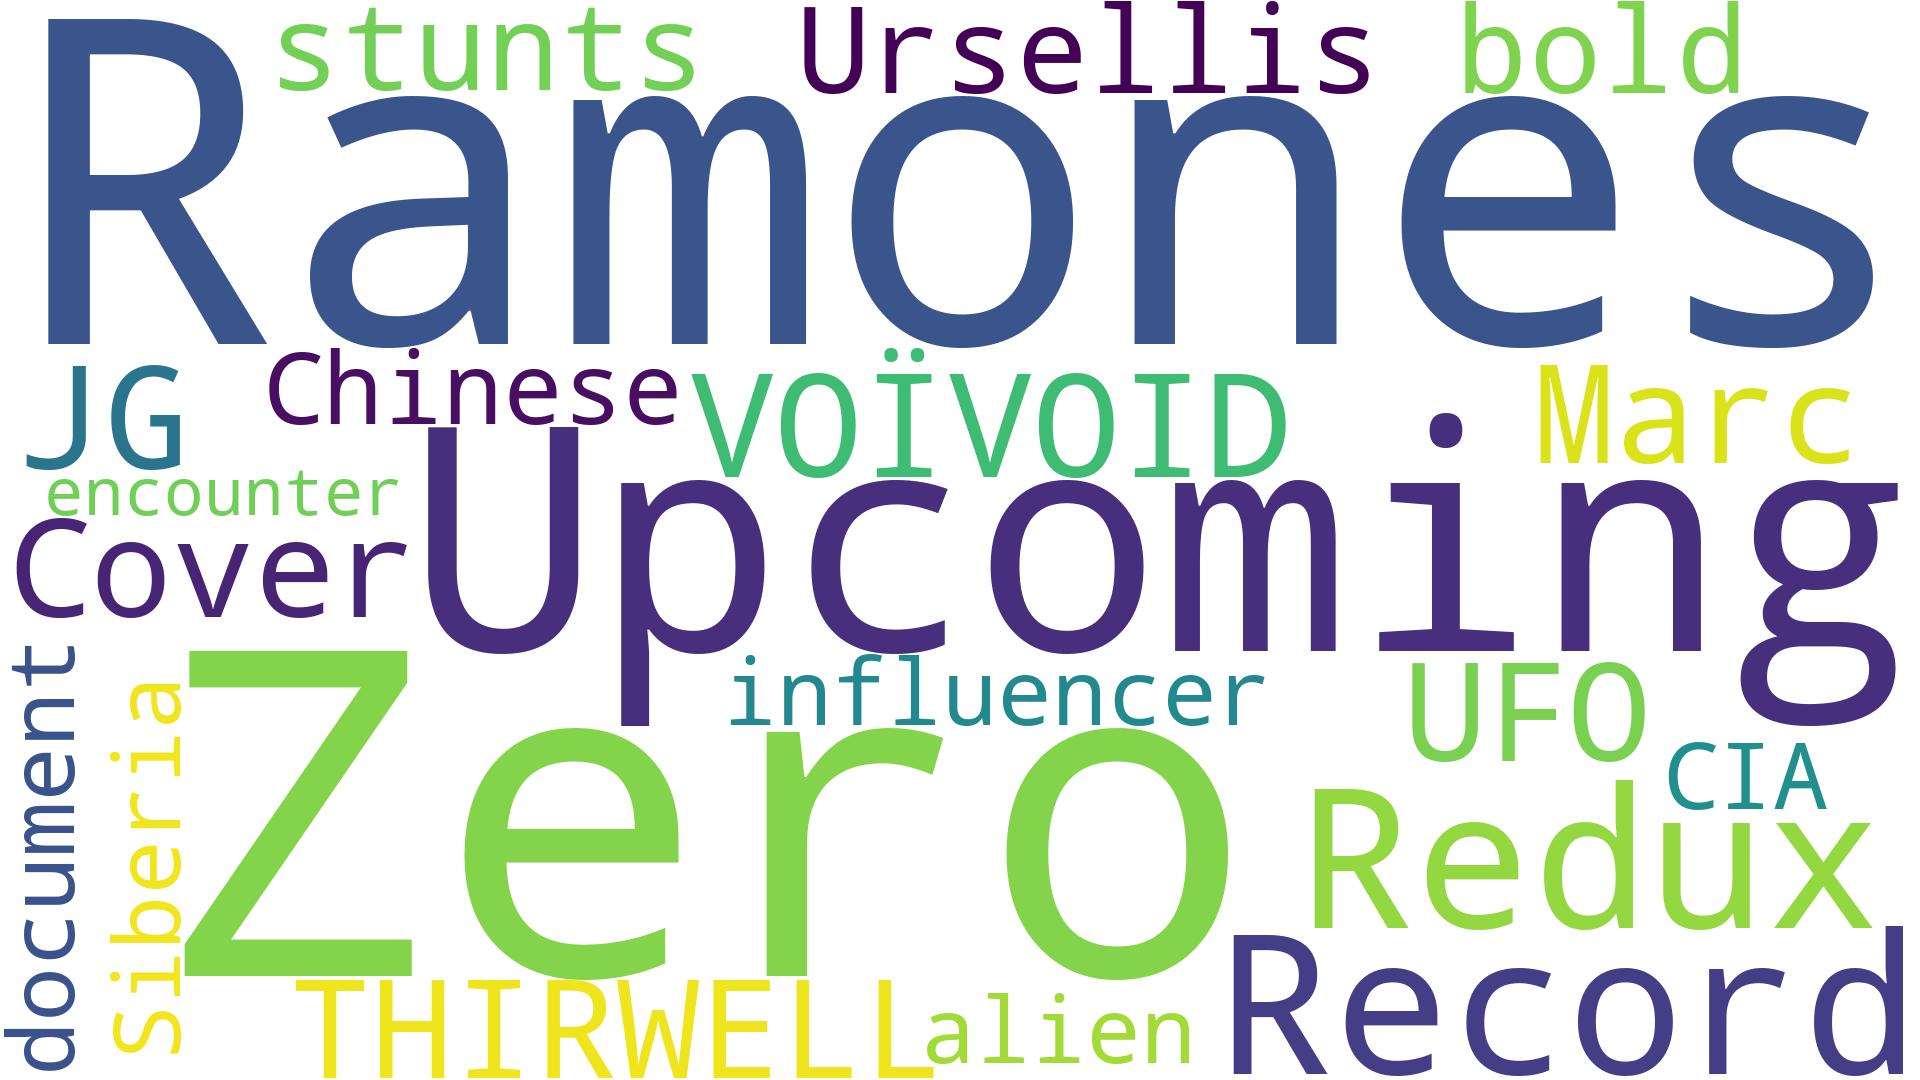 stunts Ursellis bold
Ramones
JG Chinese VOÏVOID Marc
encounter
Cover Upcoming
document
Siberia
Zero influencer UFO
CIA
Redux
THIRWELL alien Record